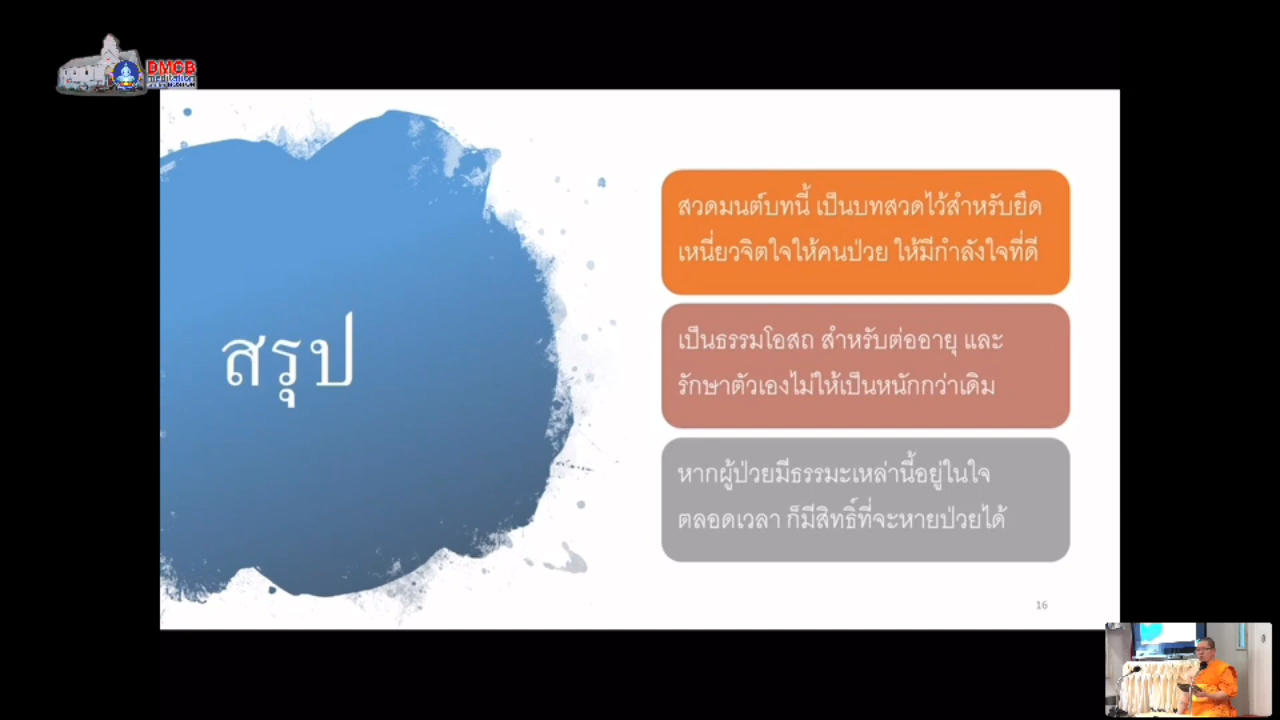 DMCB
meditation
สรุป
สวดมนต์บทนี้ เป็นบทสวดไว้สำหรับยึด
เหนี่ยวจิตใจให้คนป่วย ให้มีกำลังใจที่ดี
เป็นธรรมโอสถ สำหรับต่ออายุ และ
รักษาตัวเองไม่ให้เป็นหนักกว่าเดิม
หากผู้ป่วยมีธรรมะเหล่านี้อยู่ในใจ
ตลอดเวลา ก็มีสิทธิ์ที่จะหายป่วยได้
16